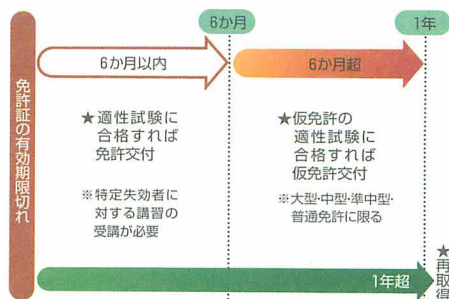 6か月
1年
免許証の有効期限切れ
6か月以内
6か月超
★適性試験に
合格すれば
免許交付
※特定失効者に
対する講習の
受講が必要
★仮免許の
適性試験に
合格すれば
仮免許交付
※大型・中型・準中型・
普通免許に限る
1年超
★再取得